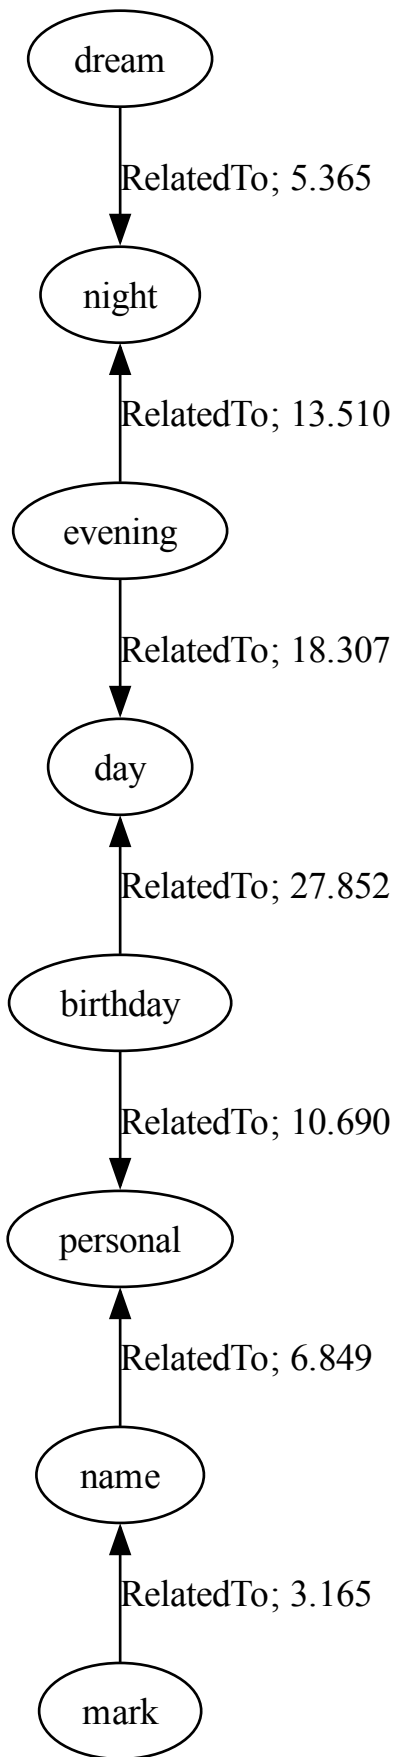 dream
RelatedTo; 5.365
night
RelatedTo; 13.510
evening
RelatedTo; 18.307
day
RelatedTo; 27.852
birthday
RelatedTo; 10.690
personal
RelatedTo; 6.849
name
RelatedTo; 3.165
mark